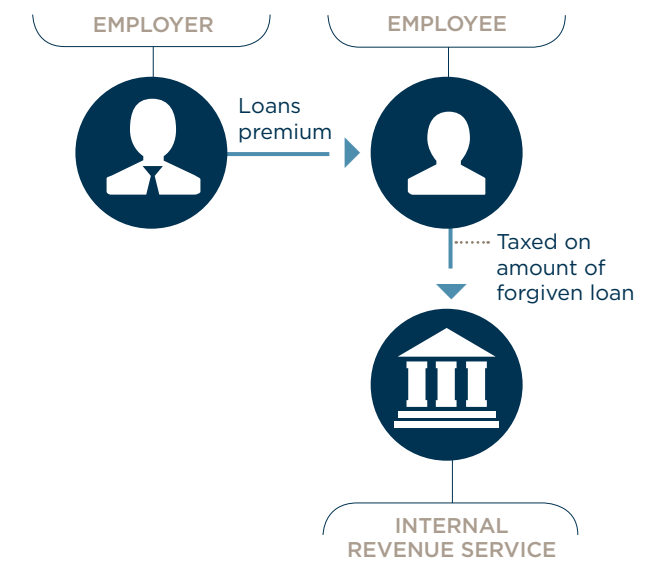 EMPLOYER
EMPLOYEE
Loans
premium
Taxed on
amount of
forgiven loan
INTERNAL
REVENUE SERVICE